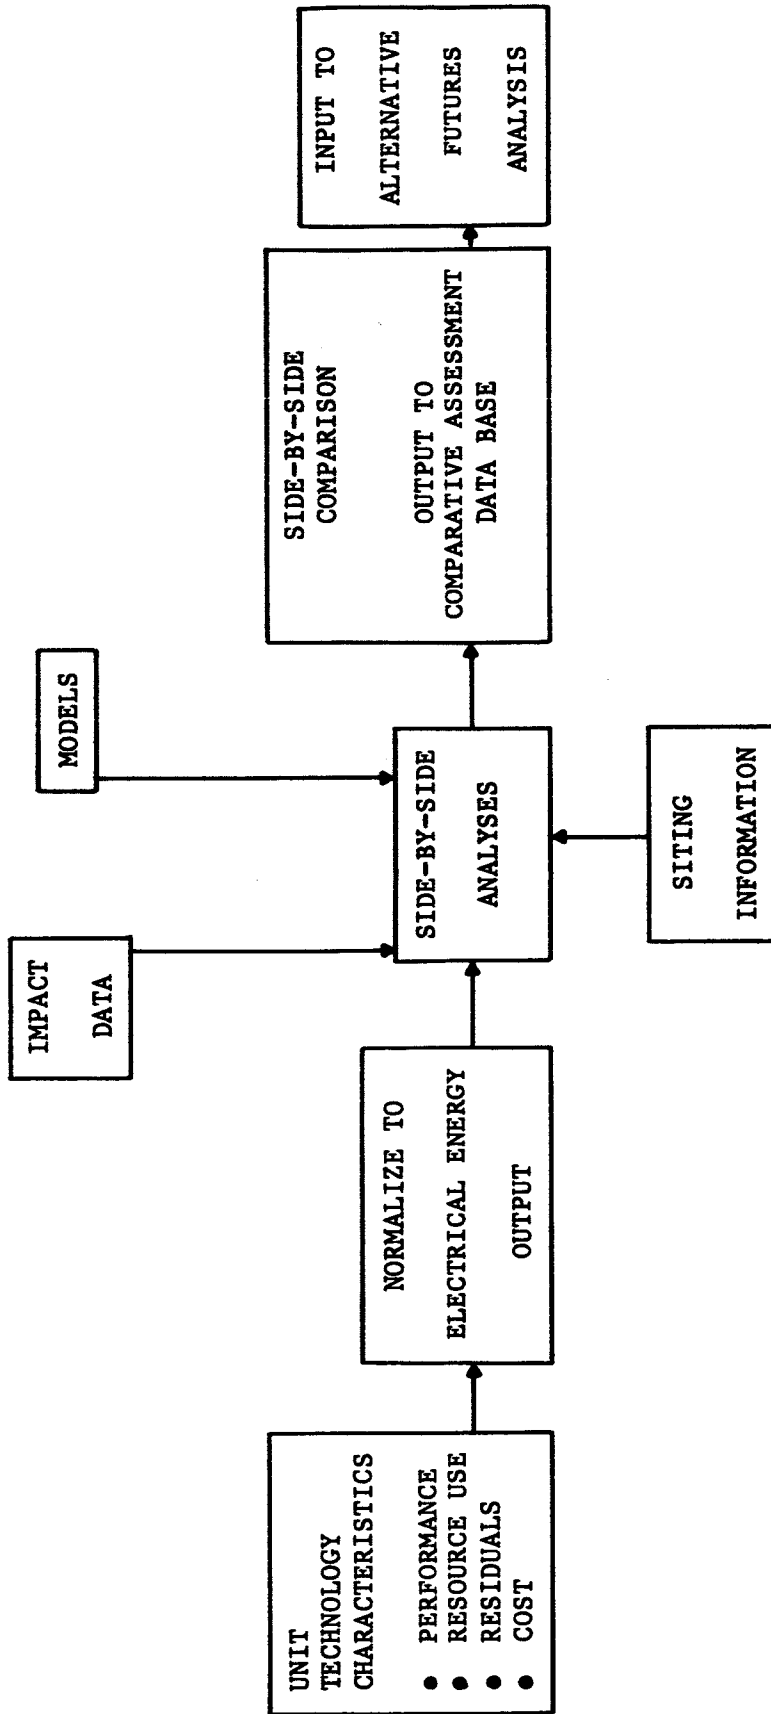 UNIT
TECHNOLOGY
CHARACTERISTICS
● PERFORMANCE
● RESOURCE USE
● RESIDUALS
● COST
NORMALIZE TO
ELECTRICAL ENERGY
OUTPUT
IMPACT
DATA
MODELS
SIDE-BY-SIDE
ANALYSES
SITING
INFORMATION
SIDE-BY-SIDE
COMPARISON
OUTPUT TO
COMPARATIVE ASSESSMENT
DATA BASE
INPUT TO
ALTERNATIVE
FUTURES
ANALYSIS